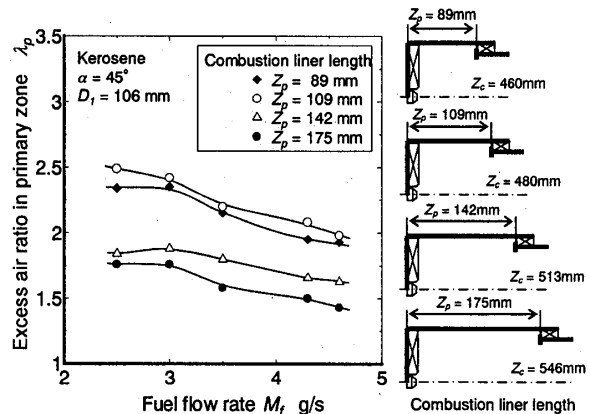 Excess air ratio in primary zone λp
3.5
3
2.5
2
1.5
1
2
3
4
5
Fuel flow rate Mf g/s
Kerosene
α = 45°
D1 = 106 mm
Combustion liner length
Zp = 89 mm
Zp = 109 mm
Zp = 142 mm
Zp = 175 mm
Zp = 89mm
Zc = 460mm
Zp = 109mm
Zc = 480mm
Zp = 142mm
Zc = 513mm
Zp = 175mm
Zc = 546mm
Combustion liner length